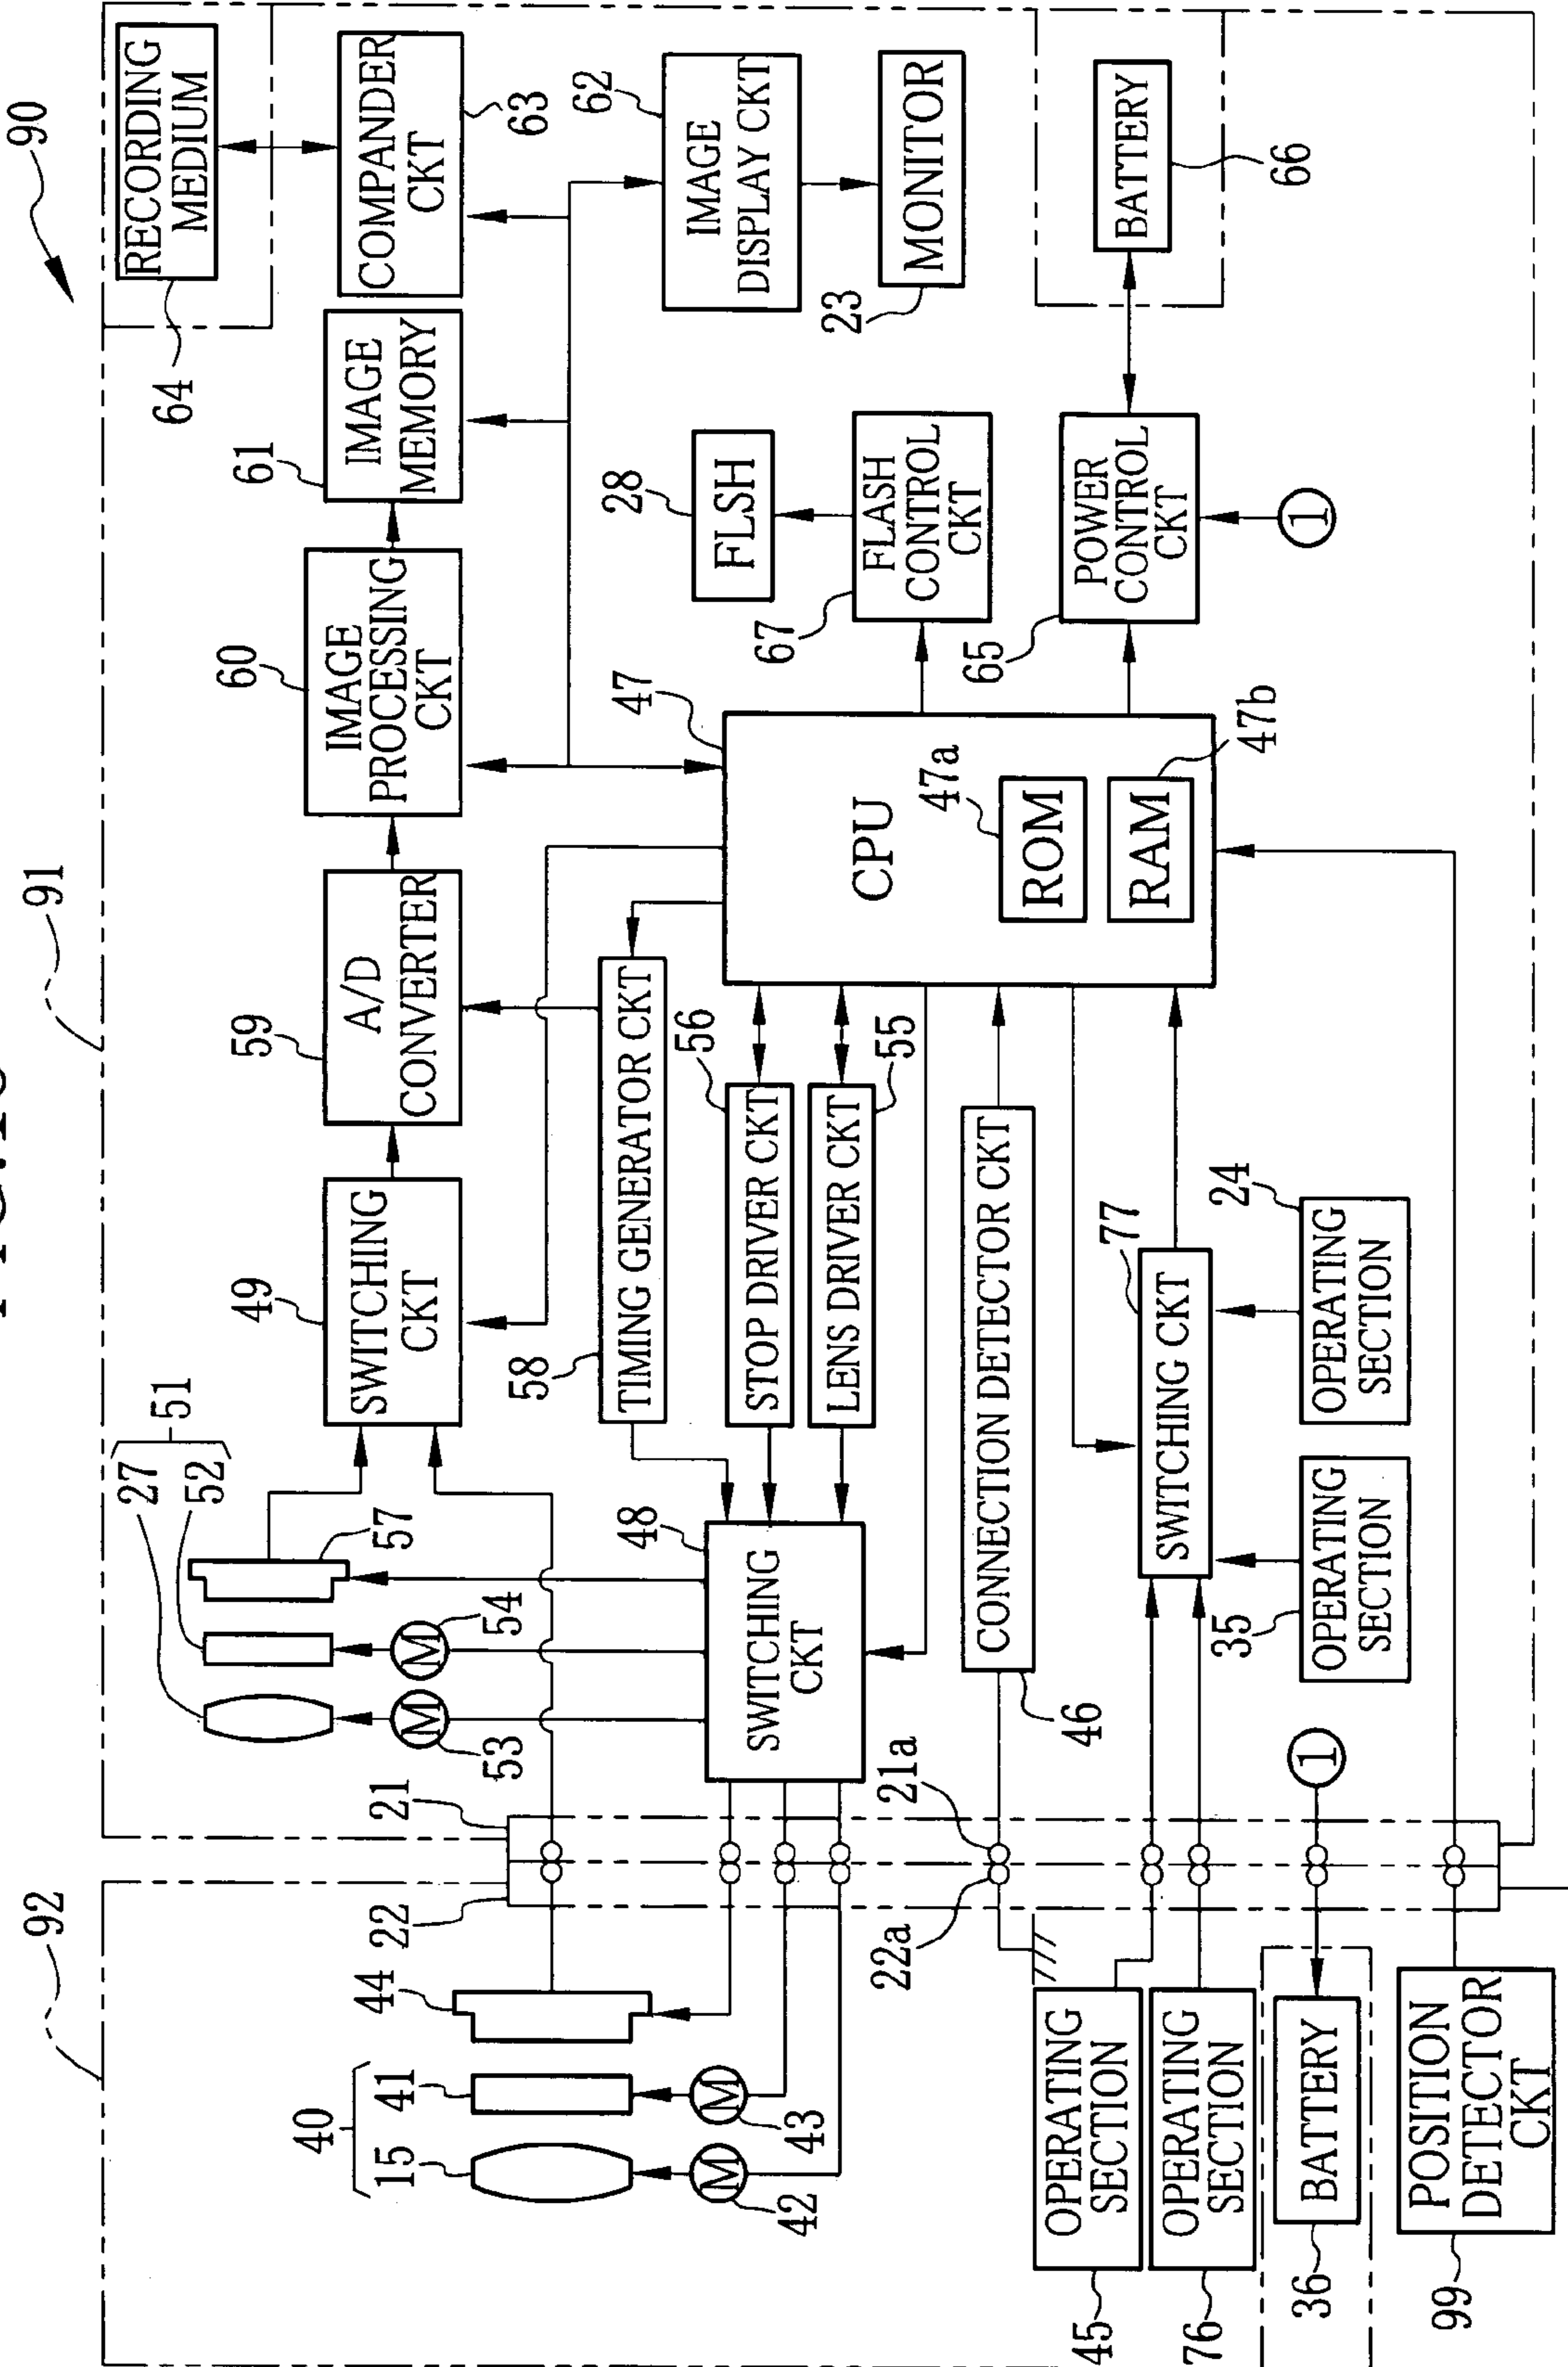 90
91
92
RECORDING
MEDIUM
64
COMPANDER
CKT
63
IMAGE
MEMORY
61
IMAGE
PROCESSING
CKT
60
A/D
CONVERTER
59
SWITCHING
CKT
49
IMAGE
DISPLAY CKT
62
MONITOR
23
BATTERY
66
FLSH
28
FLASH
CONTROL
CKT
67
POWER
CONTROL
CKT
65
1
CPU
47
ROM
47a
RAM
47b
TIMING GENERATOR CKT
58
STOP DRIVER CKT
56
LENS DRIVER CKT
55
CONNECTION DETECTOR CKT
46
SWITCHING CKT
77
OPERATING
SECTION
24
OPERATING
SECTION
35
SWITCHING
CKT
48
51
27
52
57
M
54
M
53
21
22
21a
22a
1
44
40
15
41
M
43
M
42
OPERATING
SECTION
45
OPERATING
SECTION
76
BATTERY
36
POSITION
DETECTOR
CKT
99